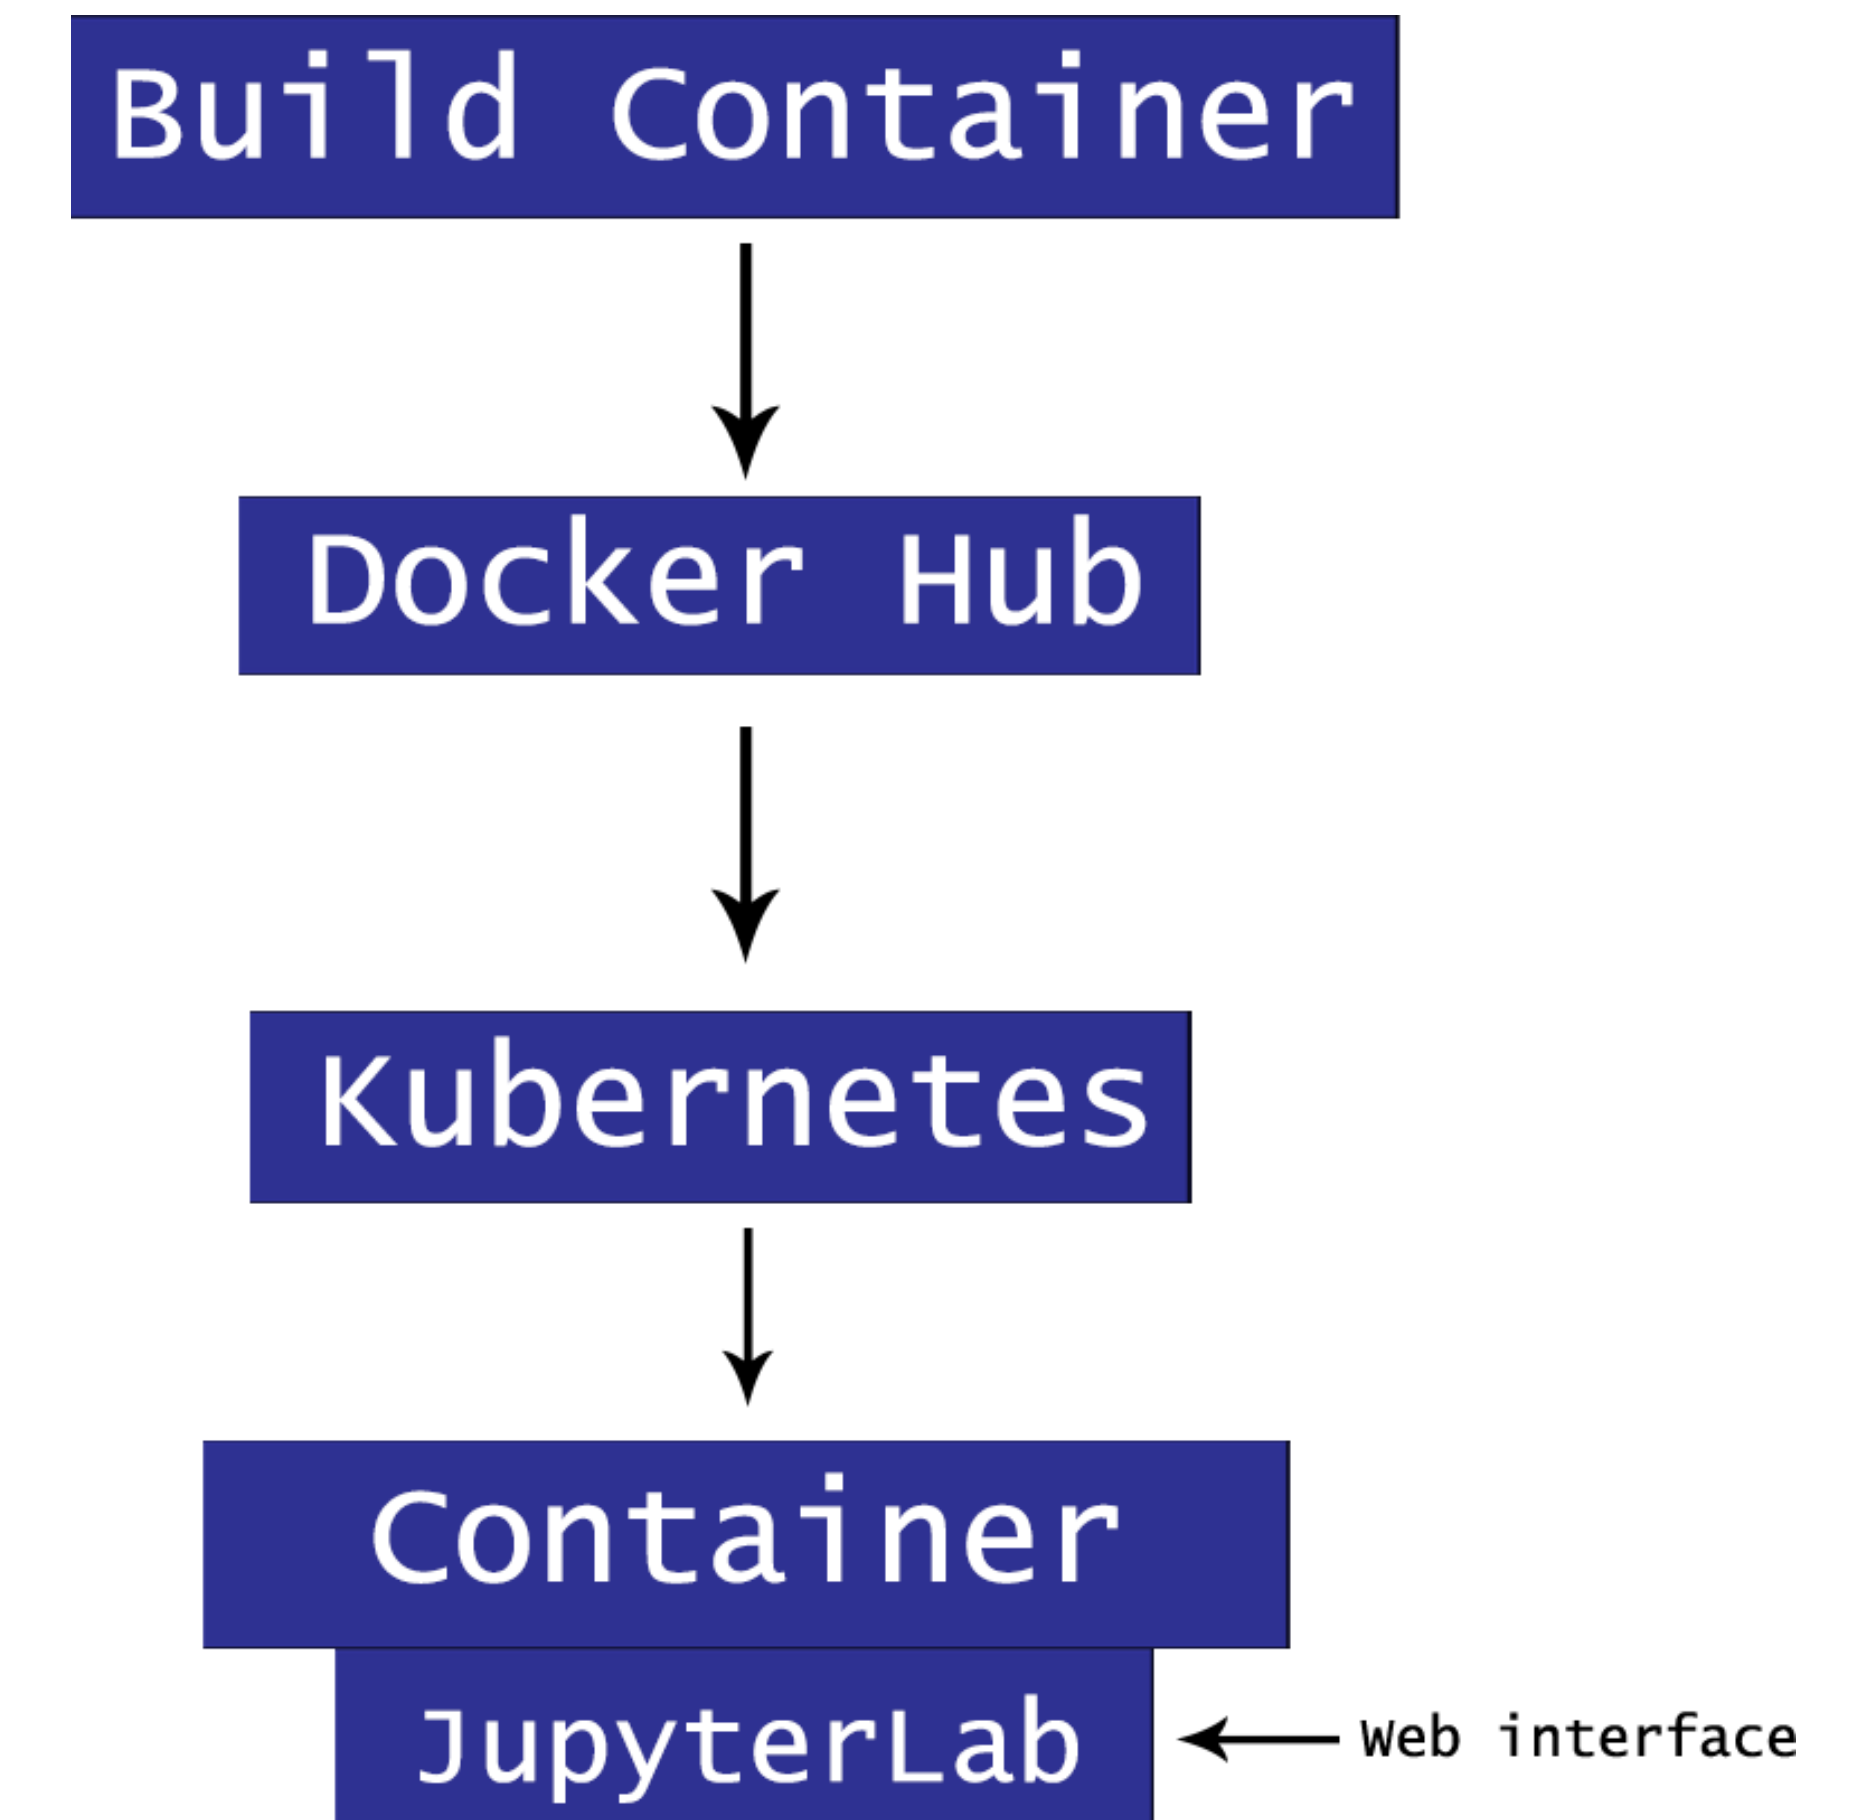 Build Container
Docker Hub
Kubernetes
Container
JupyterLab
Web interface